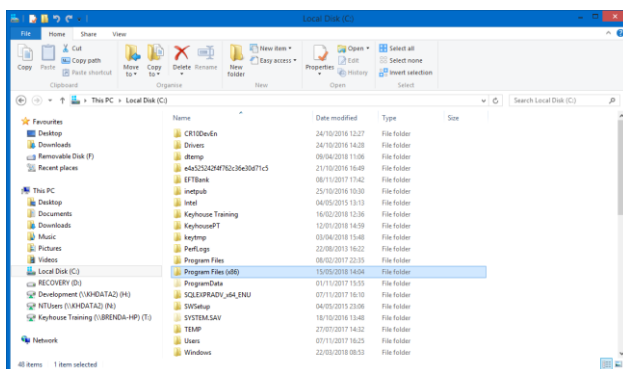 Local Disk (C:)
File Home Share View
Copy
Paste
Cut
Copy path
Paste shortcut
Move to
Copy to
Delete
Rename
New folder
New item
Easy access
Properties
Open
Edit
History
Select all
Select none
Invert selection
Clipboard Organise New Open Select
This PC Local Disk (C:) Search Local Disk (C:)
Name Date modified Type Size
Favourites
Desktop
Downloads
Removable Disk (F)
Recent places
This PC
Desktop
Documents
Downloads
Music
Pictures
Videos
Local Disk (C:)
RECOVERY (D:)
Development (\\KHDATA2) (H:)
NTUsers (\\KHDATA2) (N:)
Keyhouse Training (\\BRENDA-HP) (T:)
Network
CR10DevEn 24/10/2016 12:27 File folder
Drivers 24/10/2016 14:28 File folder
dtemp 09/04/2018 11:06 File folder
e4a525242f4f762c36e30d71c5 21/10/2016 16:49 File folder
EFTBank 08/11/2017 17:42 File folder
inetpub 25/10/2016 10:30 File folder
Intel 04/05/2015 13:13 File folder
Keyhouse Training 16/02/2018 12:36 File folder
KeyhousePT 12/01/2018 14:59 File folder
keytmp 03/04/2018 15:48 File folder
PerfLogs 22/08/2013 16:22 File folder
Program Files 08/02/2017 22:35 File folder
Program Files (x86) 15/05/2018 14:04 File folder
ProgramData 01/11/2017 15:55 File folder
SQLEXPRADV_x64_ENU 07/11/2017 16:10 File folder
SWSetup 04/05/2015 23:06 File folder
SYSTEM.SAV 18/10/2016 13:48 File folder
TEMP 27/07/2017 14:32 File folder
Users 07/11/2017 16:25 File folder
Windows 22/03/2018 08:53 File folder
48 items 1 item selected